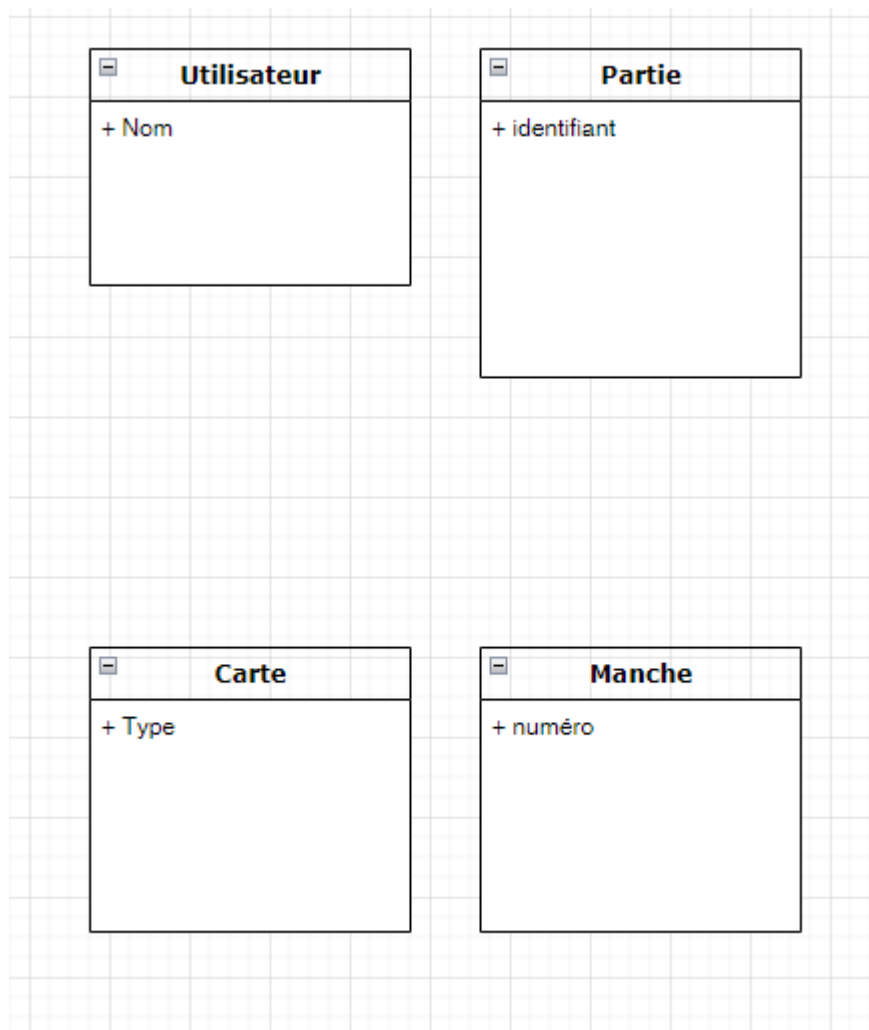 Utilisateur
+ Nom
Partie
+ identifiant
Carte
+ Type
Manche
+ numéro